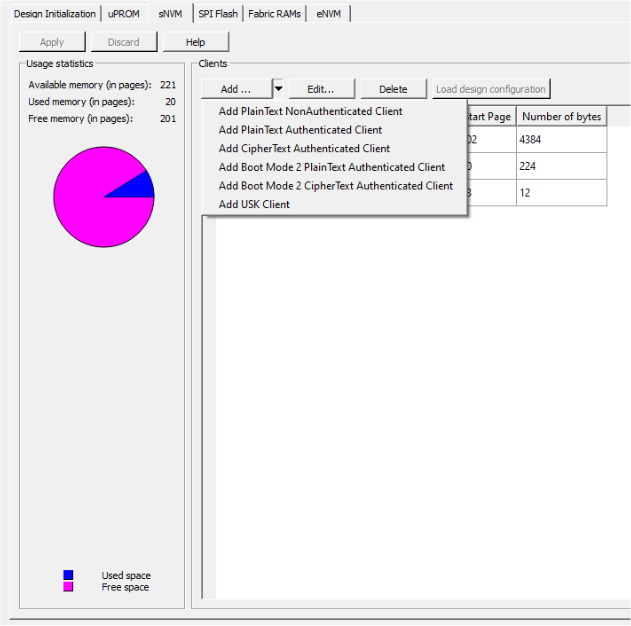 Design Initialization uPROM sNVM SPI Flash Fabric RAMs eNVM
Apply Discard Help
Usage statistics
Available memory (in pages): 221
Used memory (in pages): 20
Free memory (in pages): 201
Used space
Free space
Clients
Add ... Edit... Delete Load design configuration
Add PlainText NonAuthenticated Client
Add PlainText Authenticated Client
Add CipherText Authenticated Client
Add Boot Mode 2 PlainText Authenticated Client
Add Boot Mode 2 CipherText Authenticated Client
Add USK Client
tart Page Number of bytes
02 4384
224
12